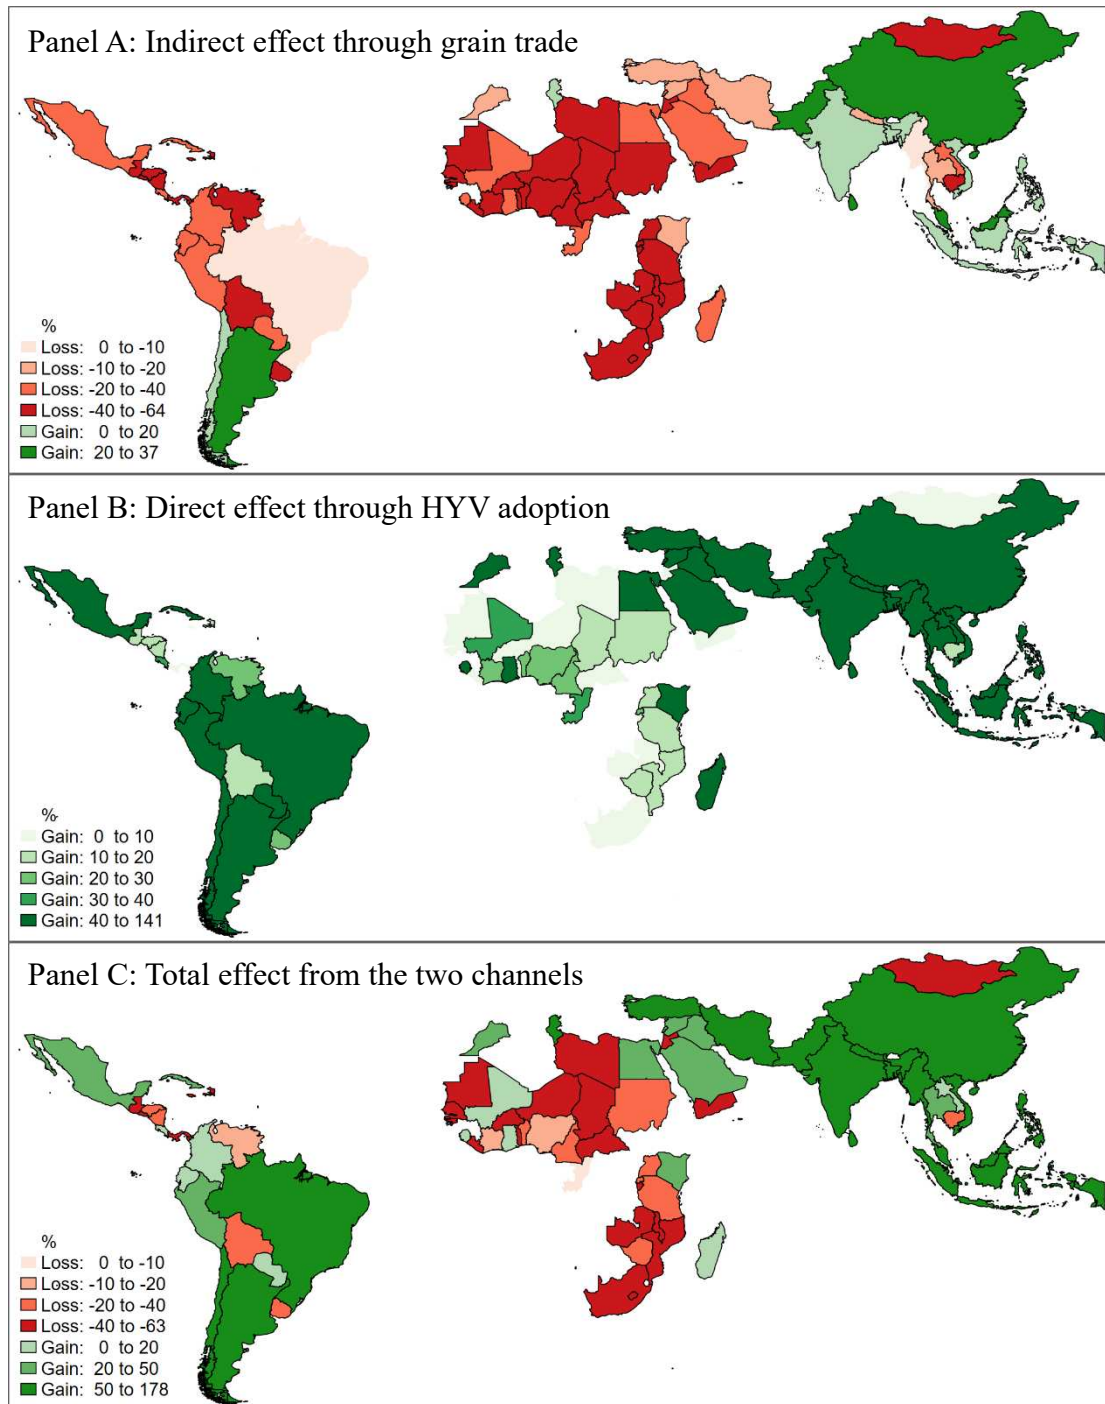 Panel A: Indirect effect through grain trade
%
Loss: 0 to -10
Loss: -10 to -20
Loss: -20 to -40
Loss: -40 to -64
Gain: 0 to 20
Gain: 20 to 37
Panel B: Direct effect through HYV adoption
%
Gain: 0 to 10
Gain: 10 to 20
Gain: 20 to 30
Gain: 30 to 40
Gain: 40 to 141
Panel C: Total effect from the two channels
%
Loss: 0 to -10
Loss: -10 to -20
Loss: -20 to -40
Loss: -40 to -63
Gain: 0 to 20
Gain: 20 to 50
Gain: 50 to 178